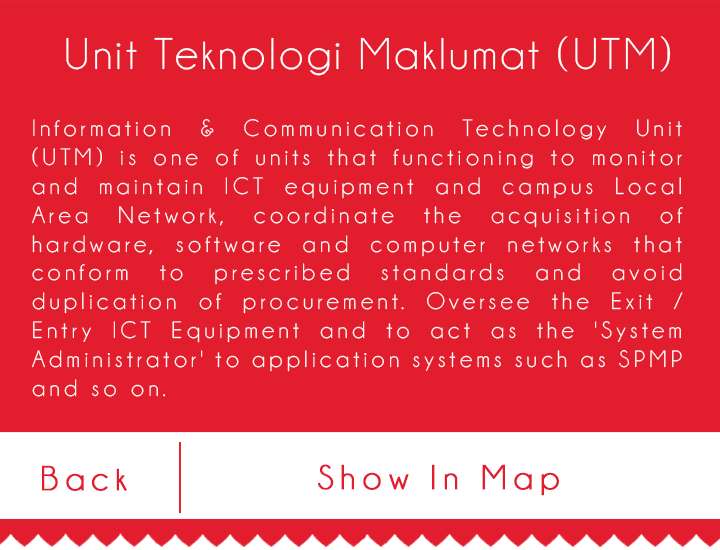 Unit Teknologi Maklumat (UTM)
Information & Communication Technology Unit
(UTM) is one of units that functioning to monitor
and maintain ICT equipment and campus Local
Area Network, coordinate the acquisition of
hardware, software and computer networks that
conform to prescribed standards and avoid
duplication of procurement. Oversee the Exit /
Entry ICT Equipment and to act as the 'System
Administrator' to application systems such as SPMP
and so on.
Back
Show In Map